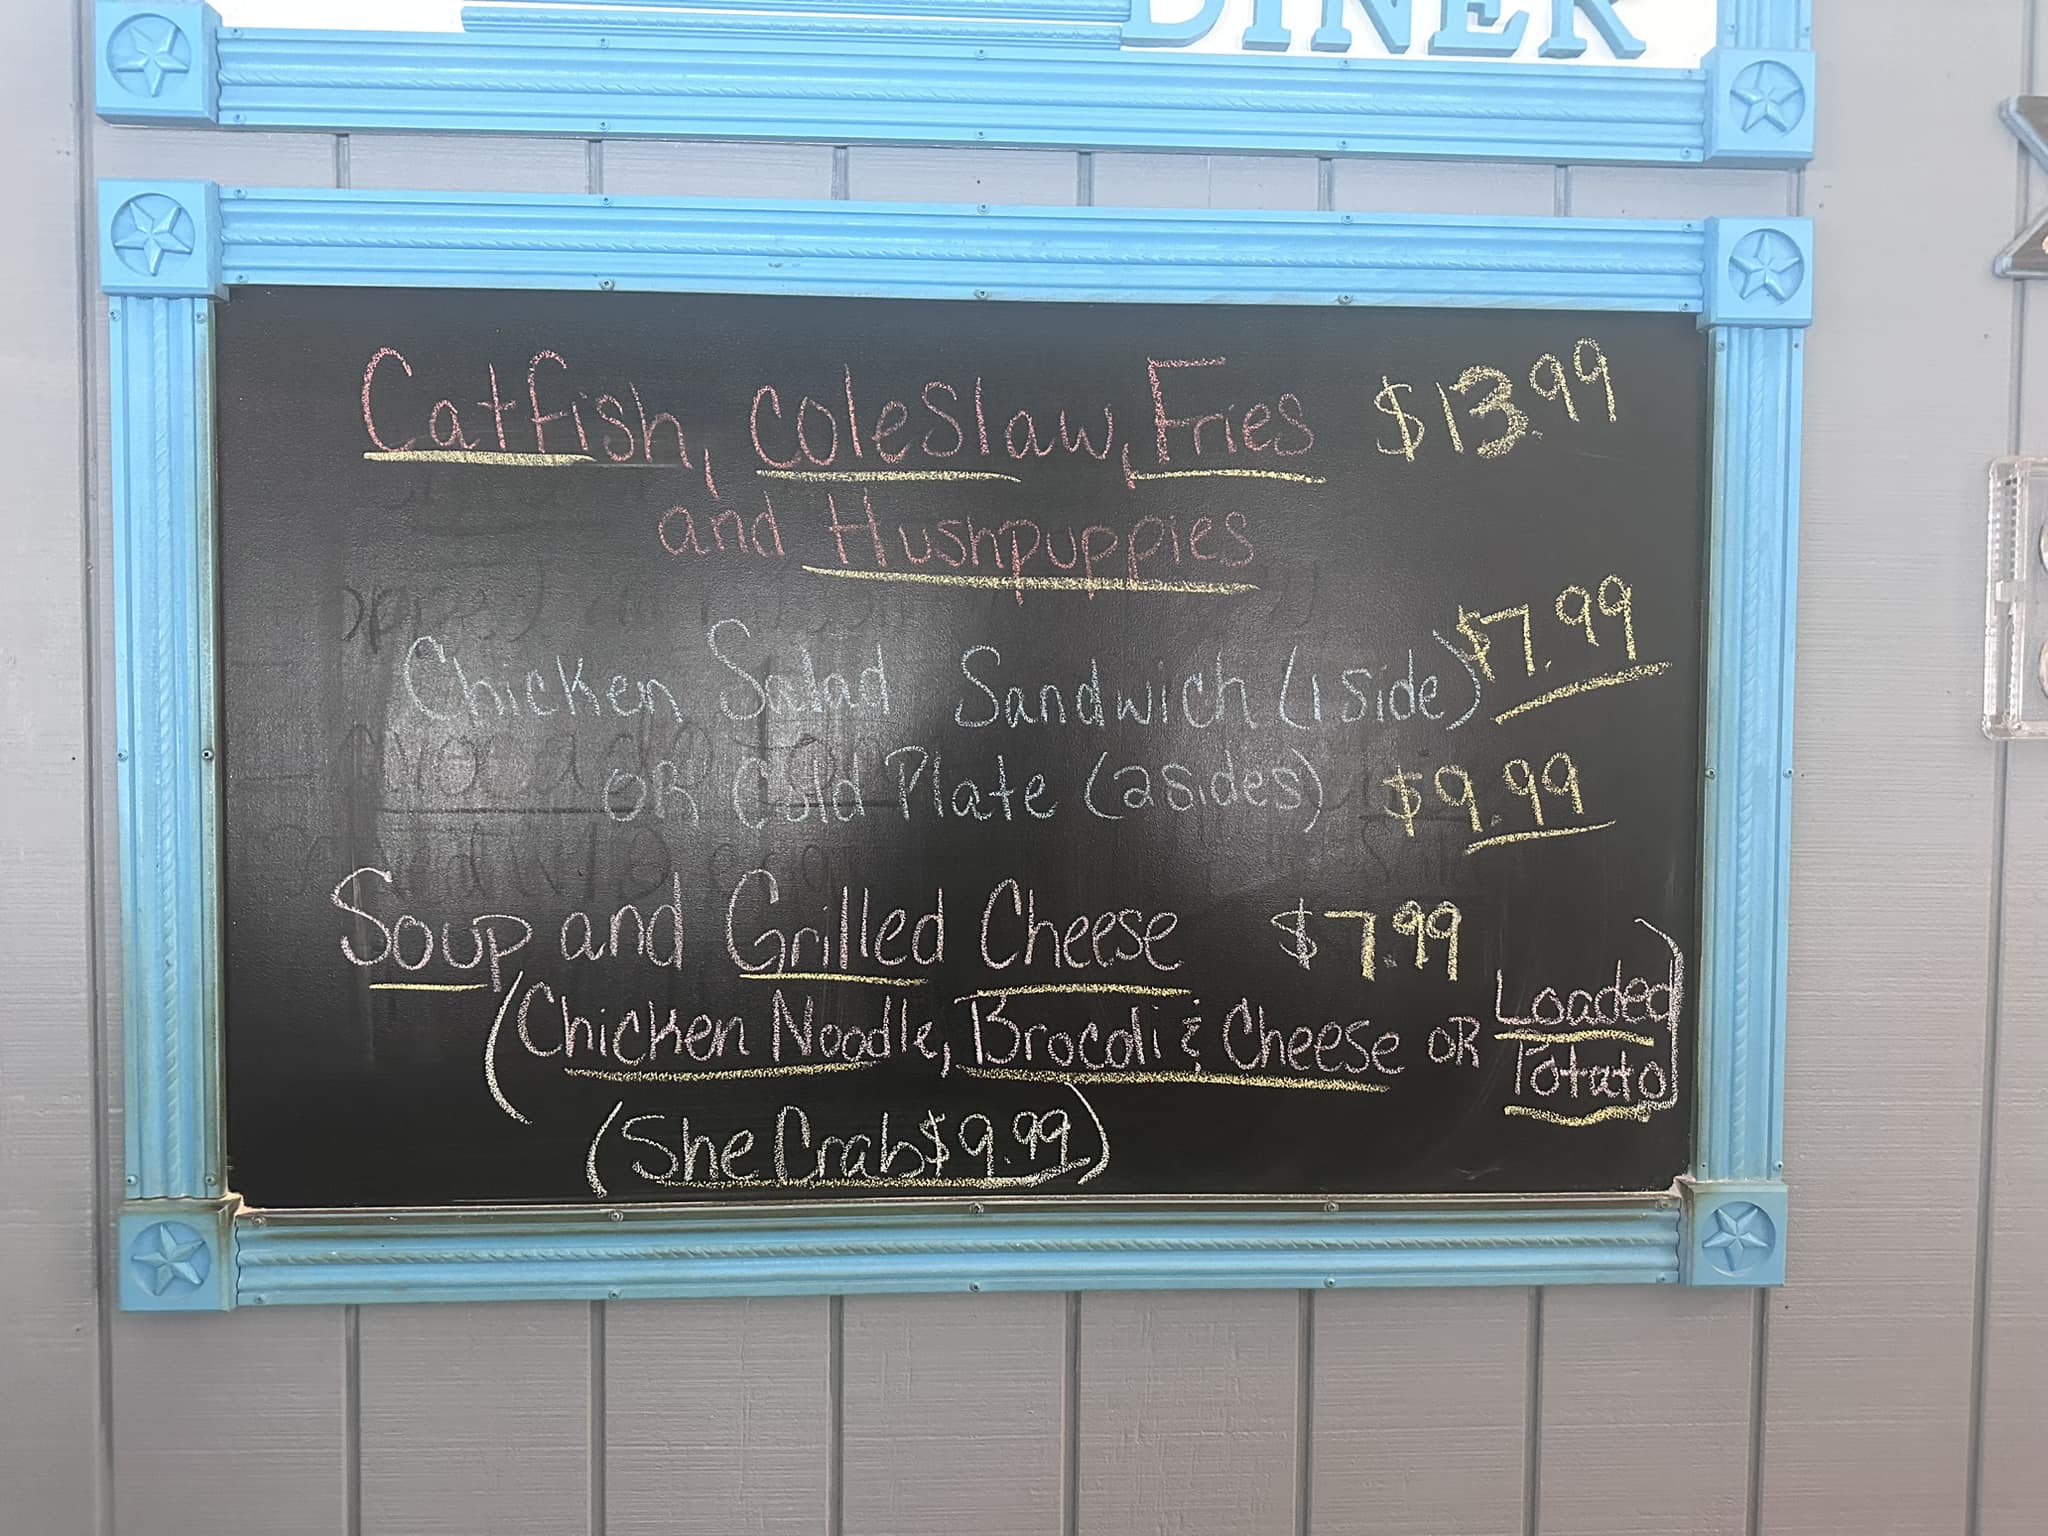 DINER
Catfish, Coleslaw, Fries $13.99
and Hushpuppies
Chicken Salad Sandwich (1 side) $7.99
OR Cold Plate (2 sides) $9.99
Soup and Grilled Cheese $7.99
(Chicken Noodle, Brocoli & Cheese OR Loaded
Potato)
(She Crab $9.99)